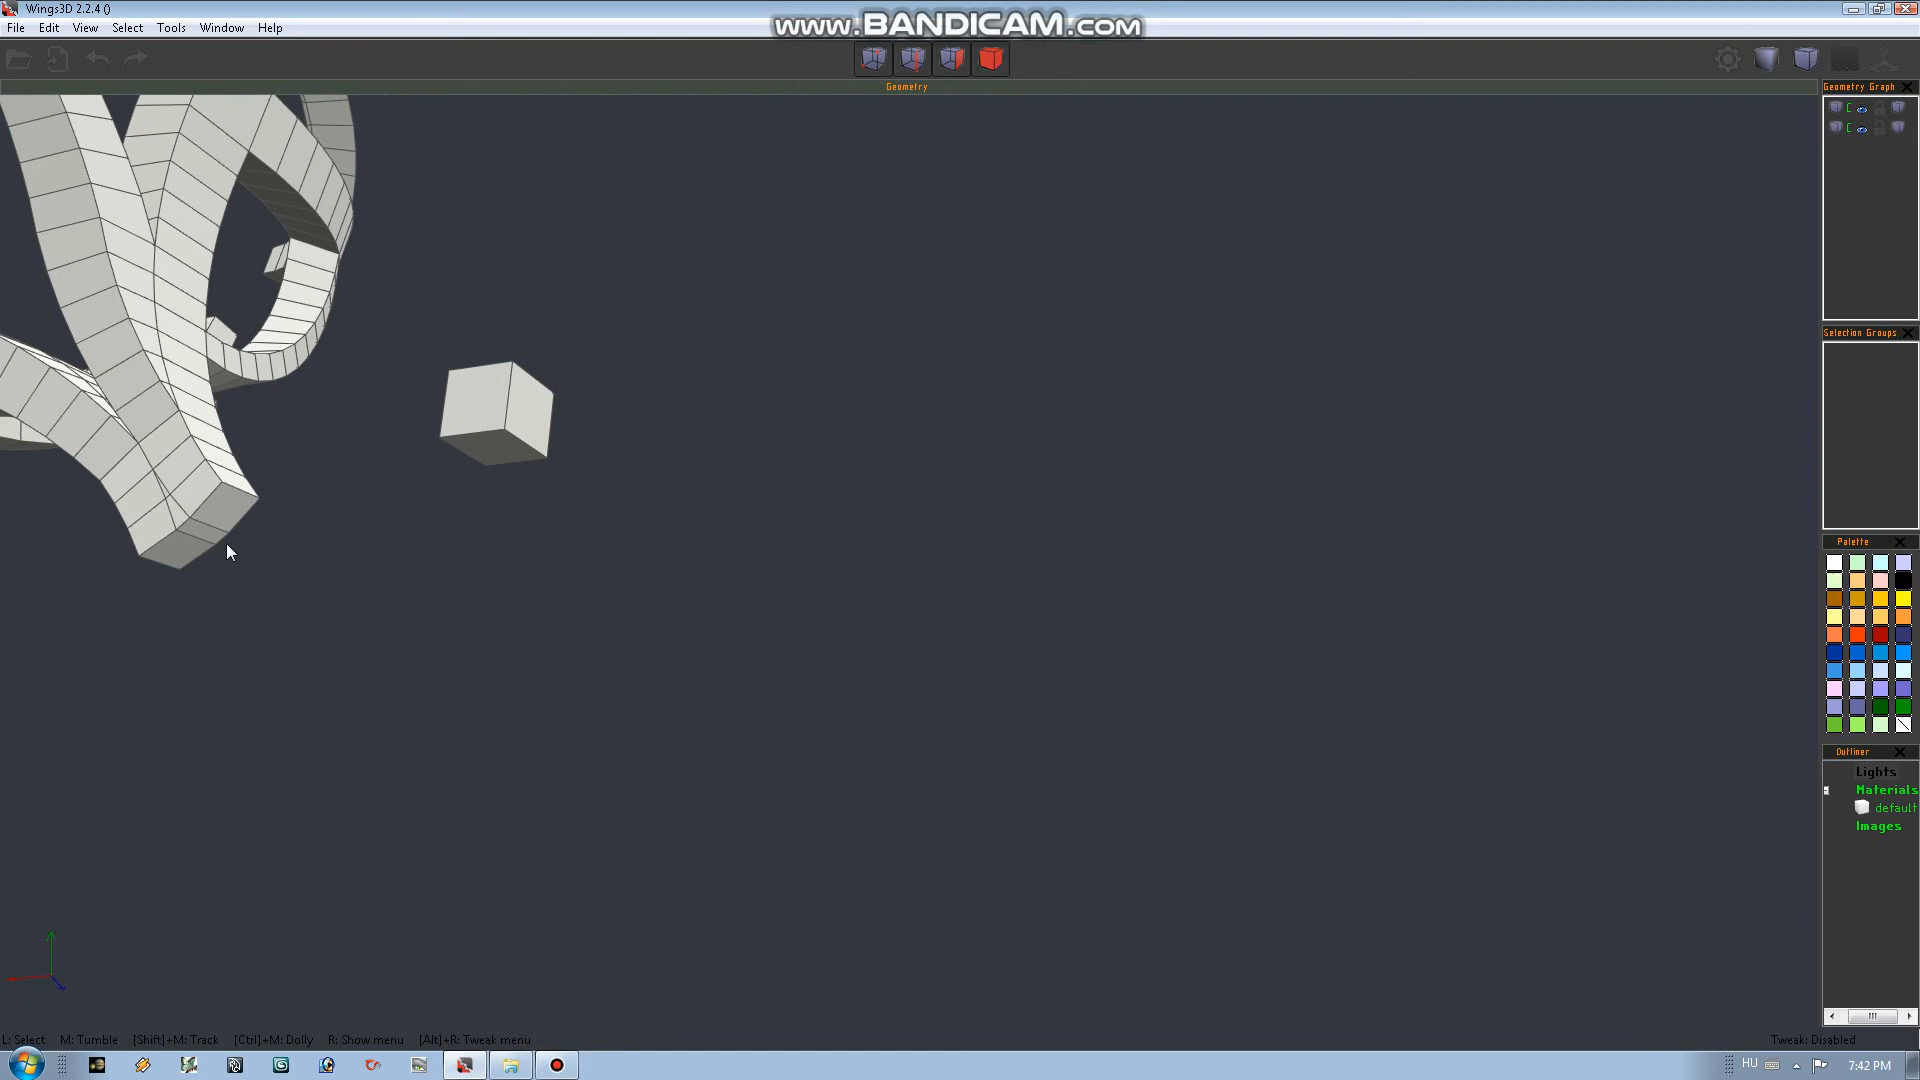 Wings3D 2.2.4 ()
www.BANDICAM.com
File Edit View Select Tools Window Help
Geometry
Geometry Graph
Selection Groups
Palette
Outliner
Lights
Materials
default
Images
L: Select M: Tumble [Shift]+M: Track [Ctrl]+M: Dolly R: Show menu [Alt]+R: Tweak menu
Tweak: Disabled
HU
7:42 PM